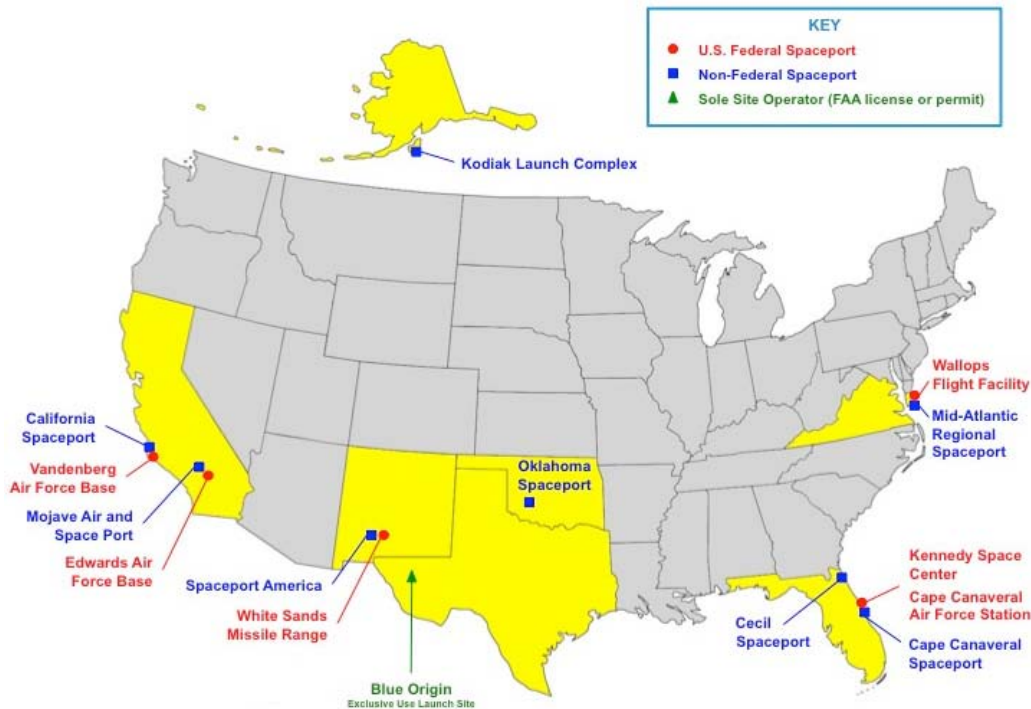 KEY
U.S. Federal Spaceport
Non-Federal Spaceport
Sole Site Operator (FAA license or permit)
Kodiak Launch Complex
California
Spaceport
Vandenberg
Air Force Base
Mojave Air and
Space Port
Edwards Air
Force Base
Spaceport America
White Sands
Missile Range
Oklahoma
Spaceport
Blue Origin
Exclusive Use Launch Site
Wallops
Flight Facility
Mid-Atlantic
Regional
Spaceport
Kennedy Space
Center
Cape Canaveral
Air Force Station
Cecil
Spaceport
Cape Canaveral
Spaceport